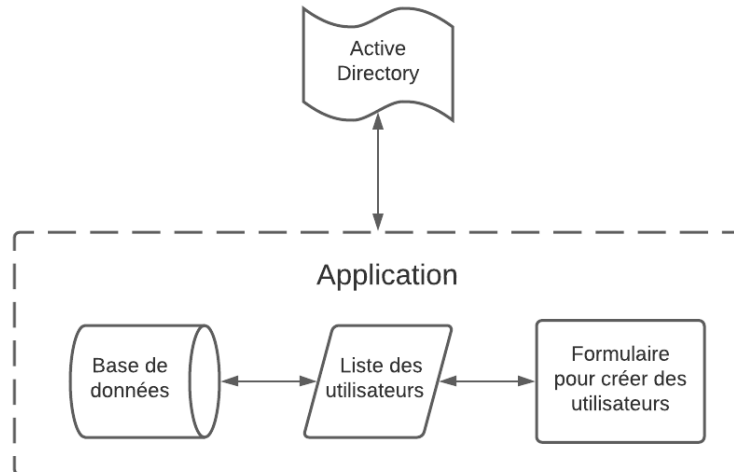 Active
Directory
Application
Base de
données
Liste des
utilisateurs
Formulaire
pour créer des
utilisateurs